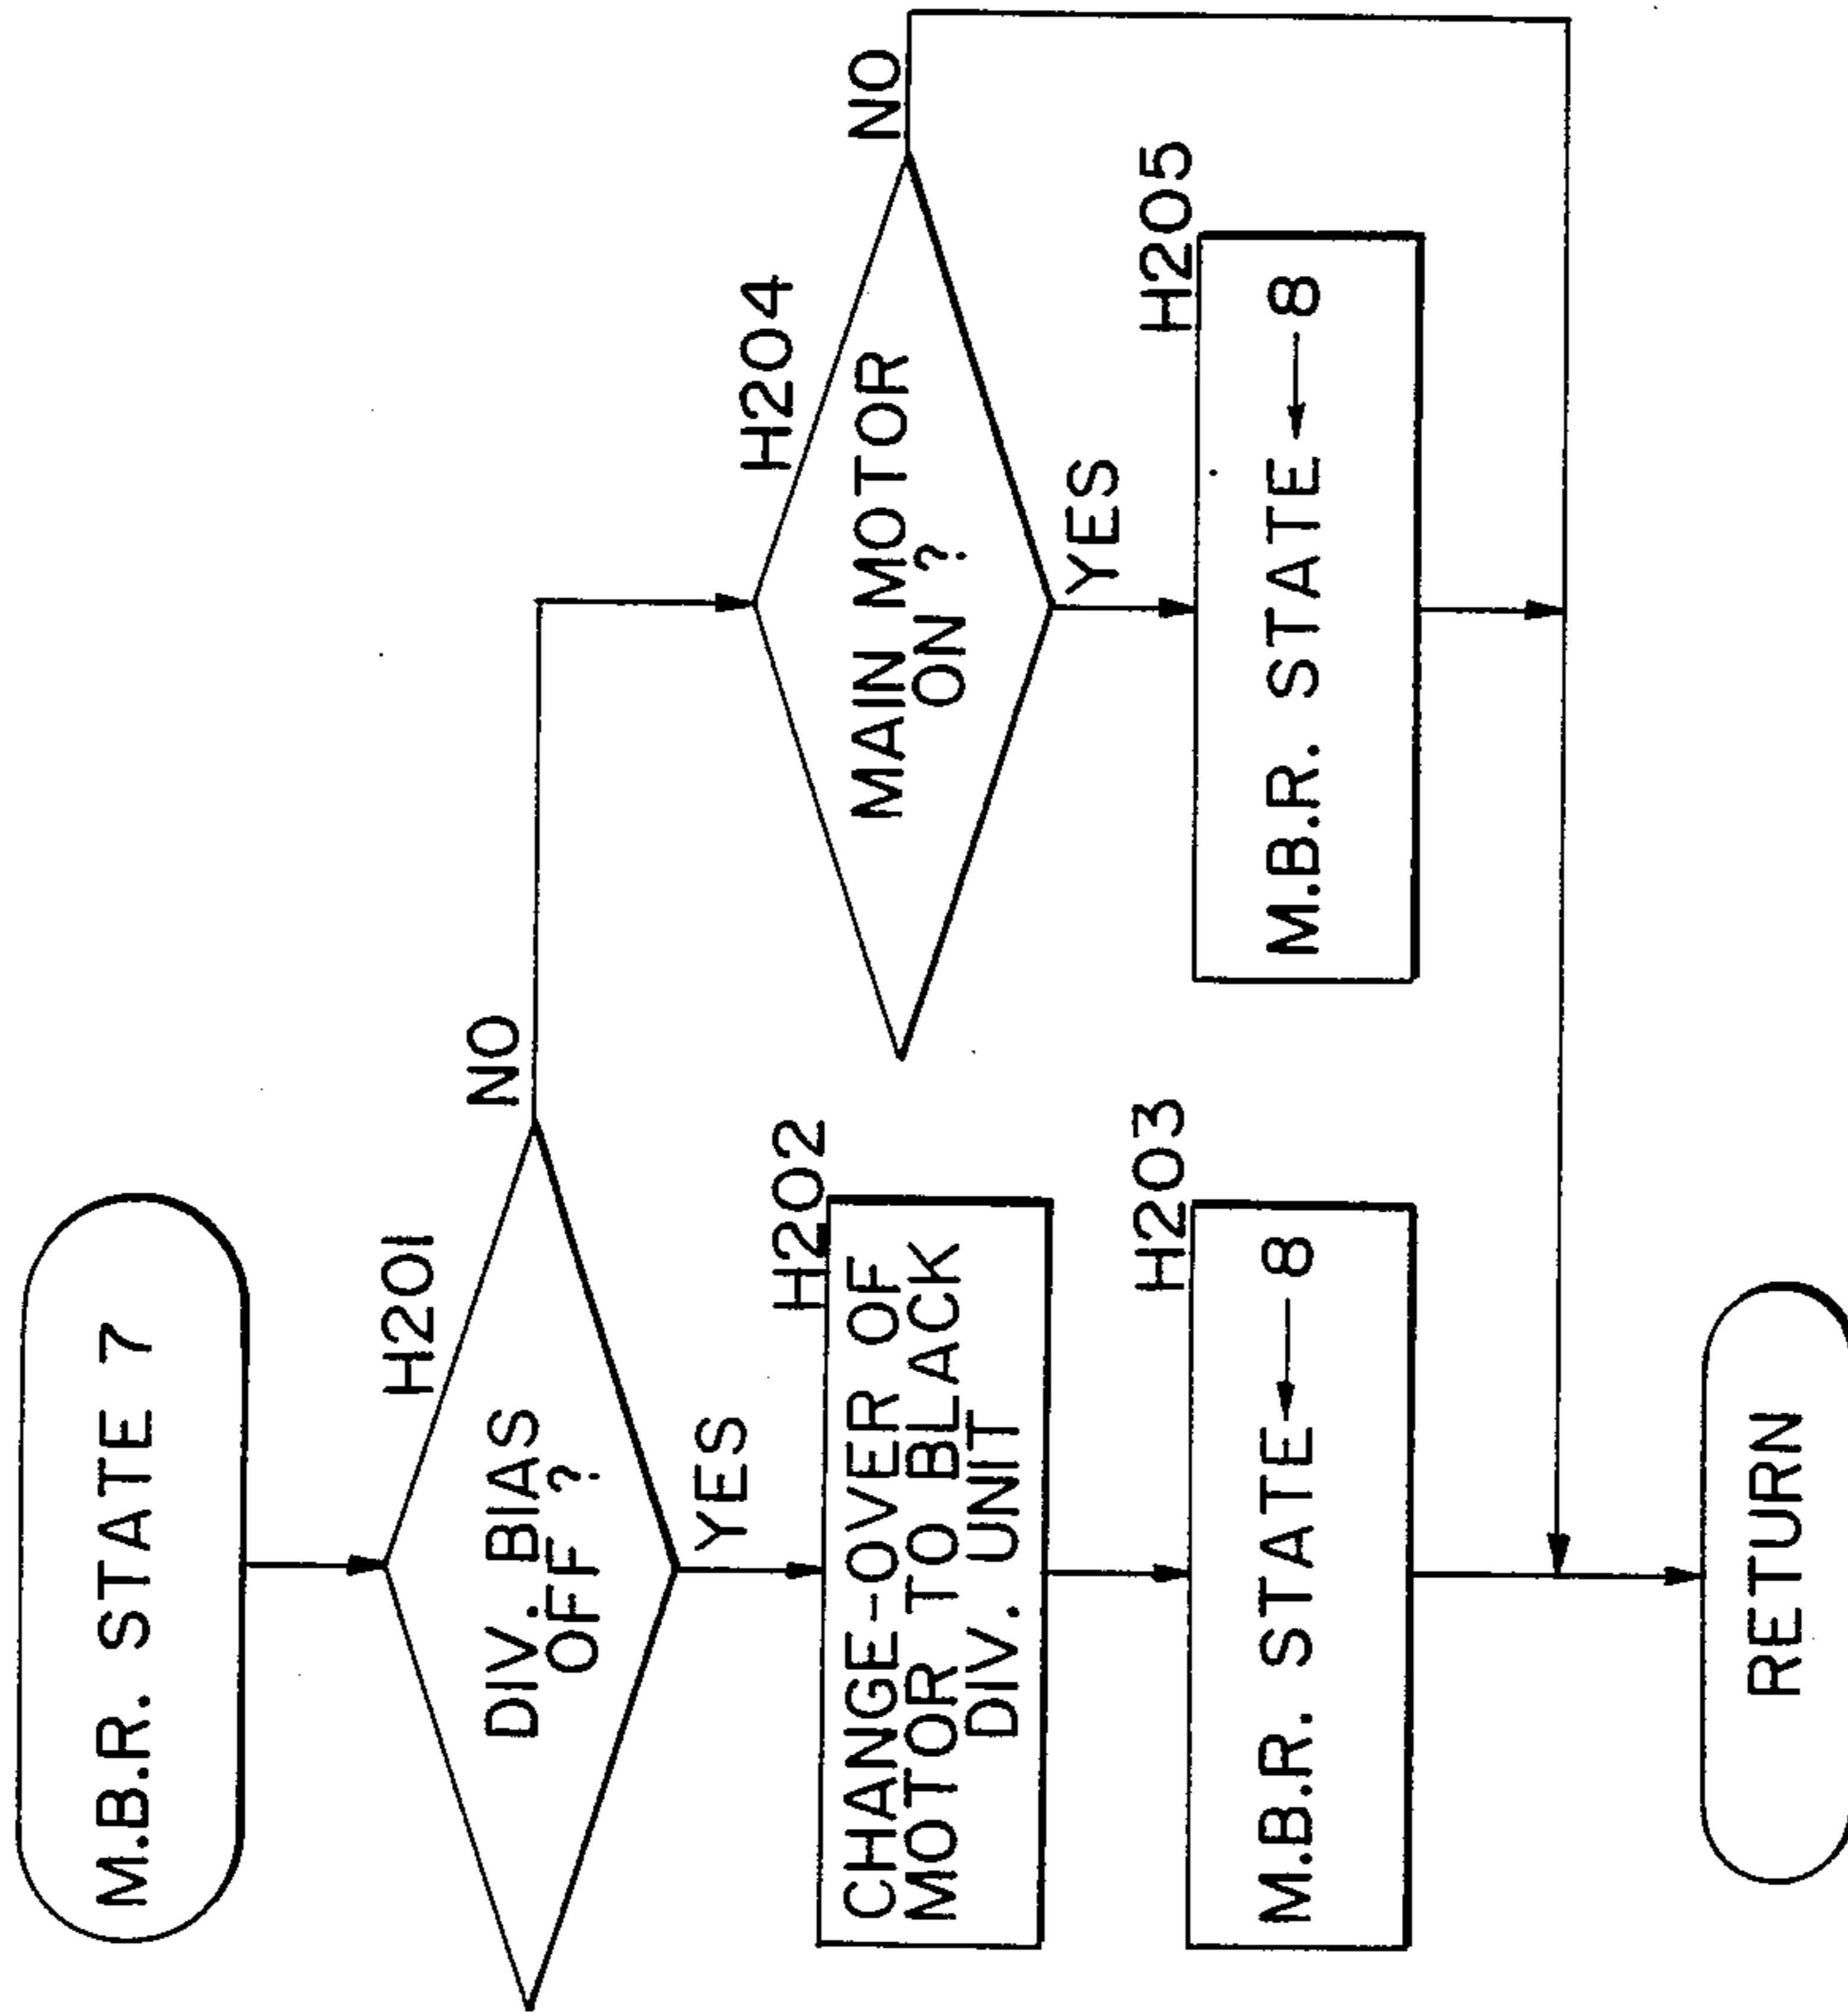 M.B.R. STATE 7
H201
DIV. BIAS
OFF ?
NO
YES
H202
CHANGE-OVER OF
MOTOR TO BLACK
DIV. UNIT
H203
M.B.R. STATE ← 8
H204
MAIN MOTOR
ON ?
NO
YES
H205
M.B.R. STATE ← 8
RETURN